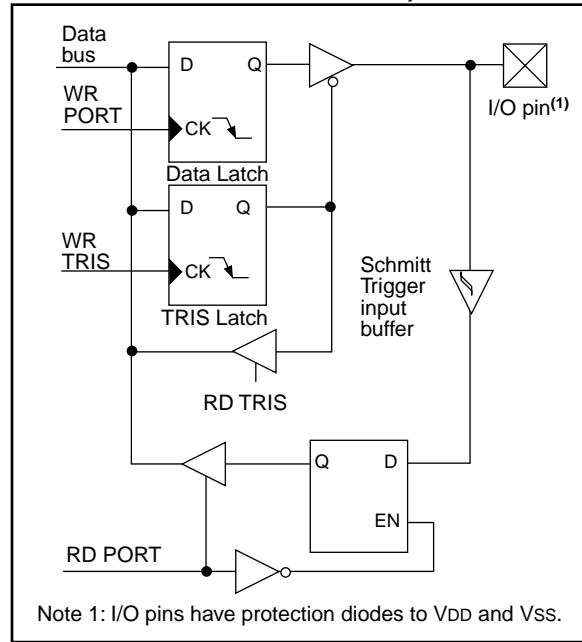 Data
bus
D
Q
WR
PORT
CK
I/O pin(1)
Data Latch
D
Q
WR
TRIS
CK
Schmitt
Trigger
input
buffer
TRIS Latch
RD TRIS
Q
D
EN
RD PORT
Note 1: I/O pins have protection diodes to VDD and VSS.